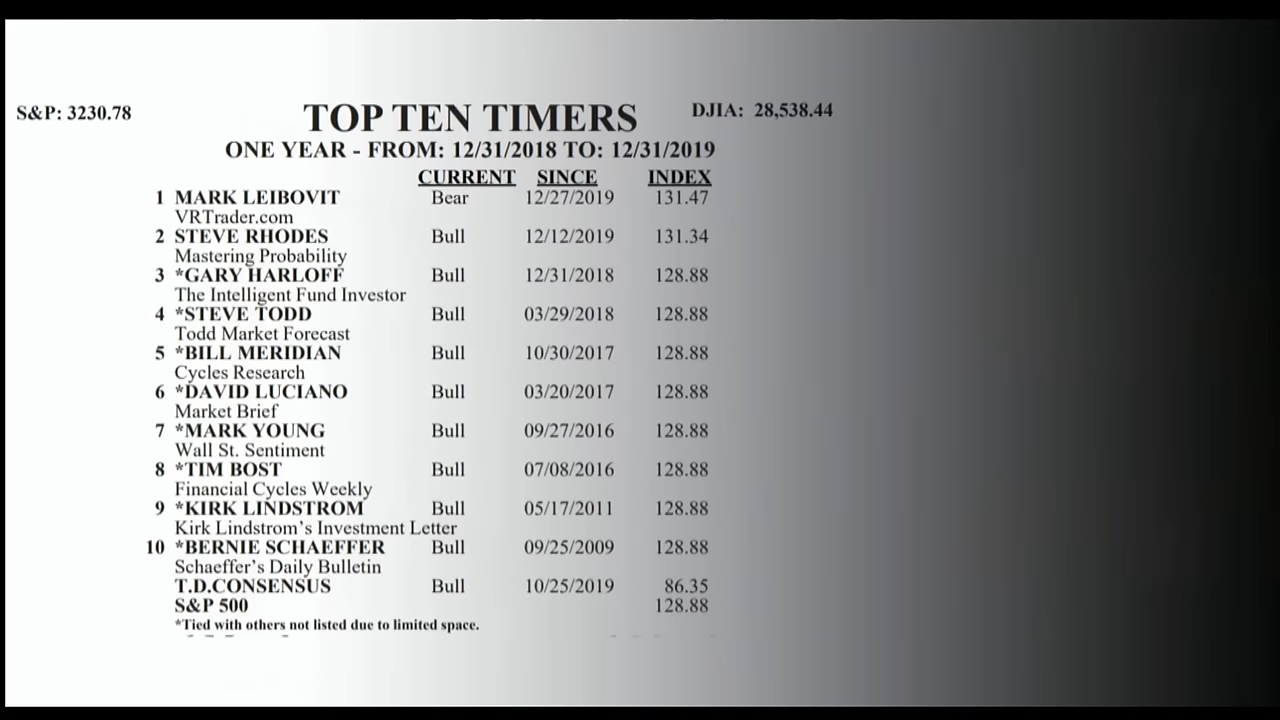 S&P: 3230.78 TOP TEN TIMERS DJIA: 28,538.44
ONE YEAR - FROM: 12/31/2018 TO: 12/31/2019
CURRENT SINCE INDEX
1 MARK LEIBOVIT Bear 12/27/2019 131.47
VRTrader.com
2 STEVE RHODES Bull 12/12/2019 131.34
Mastering Probability
3 *GARY HARLOFF Bull 12/31/2018 128.88
The Intelligent Fund Investor
4 *STEVE TODD Bull 03/29/2018 128.88
Todd Market Forecast
5 *BILL MERIDIAN Bull 10/30/2017 128.88
Cycles Research
6 *DAVID LUCIANO Bull 03/20/2017 128.88
Market Brief
7 *MARK YOUNG Bull 09/27/2016 128.88
Wall St. Sentiment
8 *TIM BOST Bull 07/08/2016 128.88
Financial Cycles Weekly
9 *KIRK LINDSTROM Bull 05/17/2011 128.88
Kirk Lindstrom's Investment Letter
10 *BERNIE SCHAEFFER Bull 09/25/2009 128.88
Schaeffer's Daily Bulletin
T.D.CONSENSUS Bull 10/25/2019 86.35
S&P 500 128.88
*Tied with others not listed due to limited space.